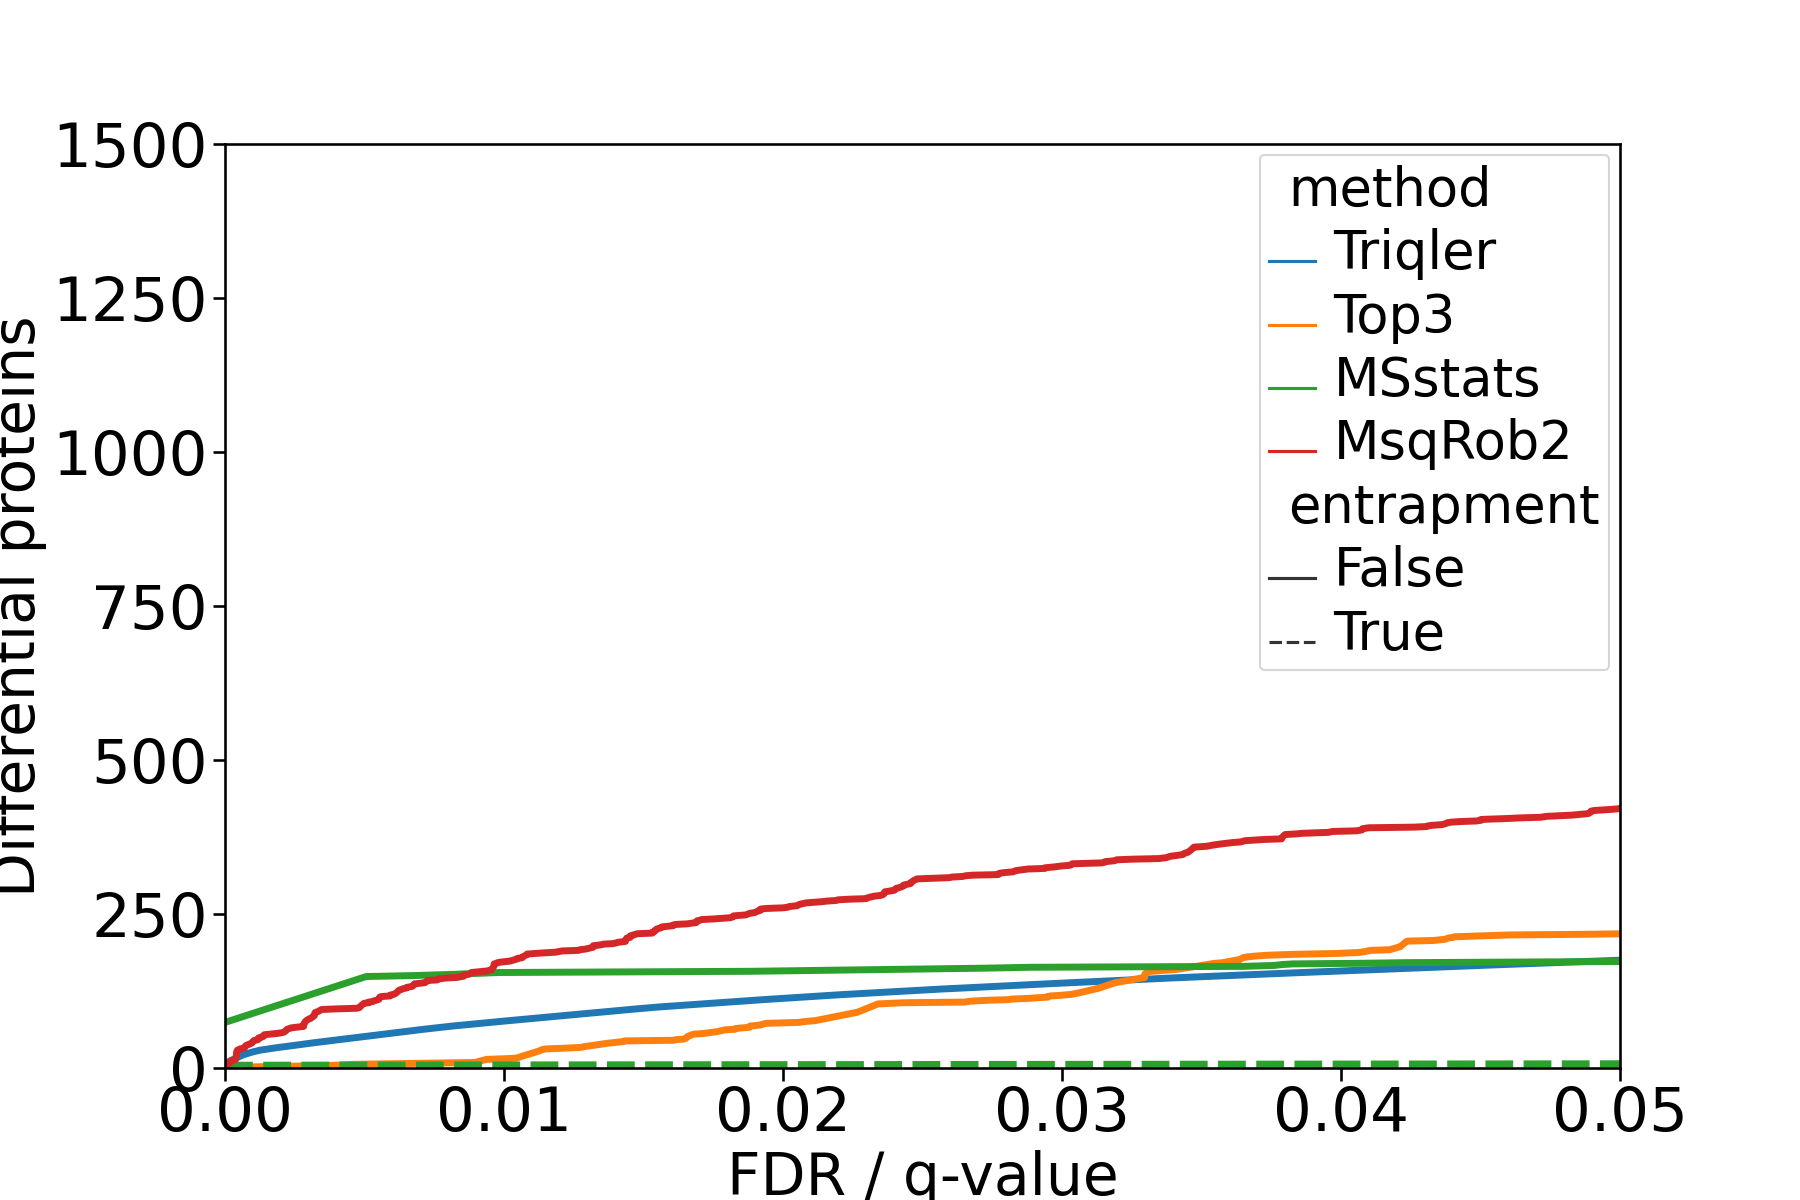 1500
1250
1000
750
500
250
0
Differential proteins
method
Triqler
Top3
MSstats
MsqRob2
entrapment
False
True
0.00 0.01 0.02 0.03 0.04 0.05
FDR / q-value